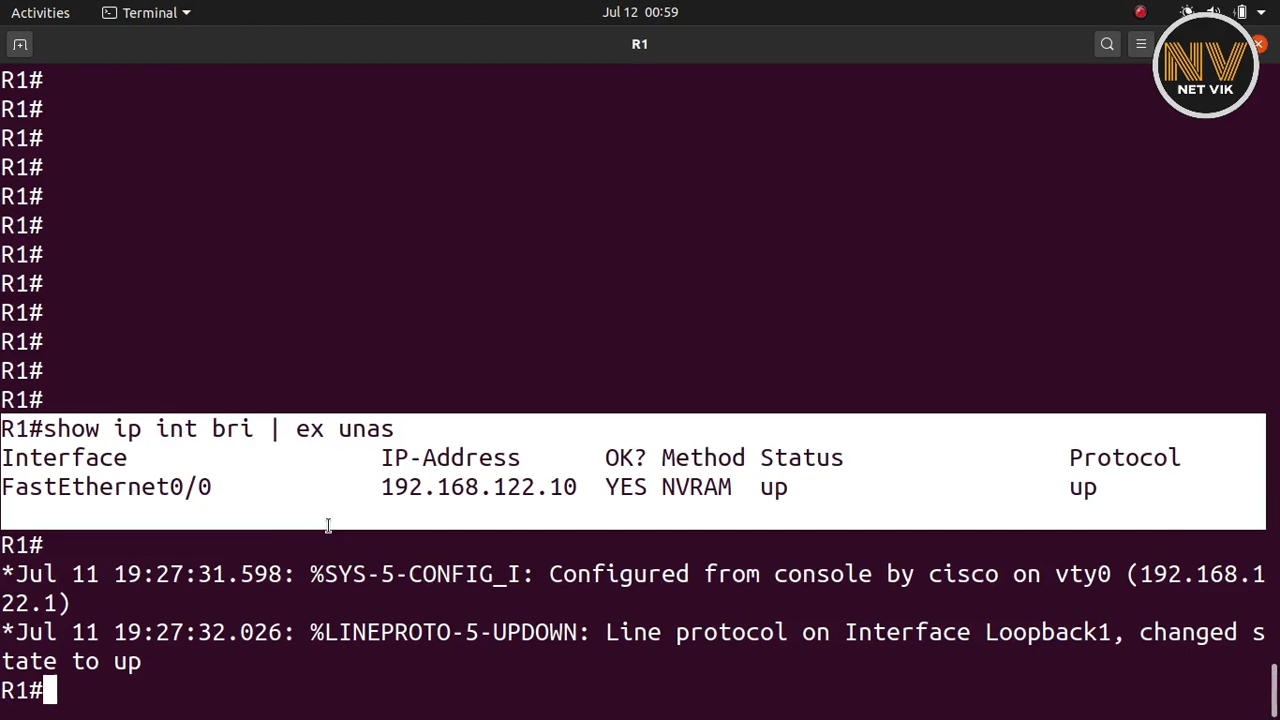 Activities Terminal Jul 12 00:59
R1
NV
NET VIK
R1#
R1#
R1#
R1#
R1#
R1#
R1#
R1#
R1#
R1#
R1#
R1#
R1#show ip int bri | ex unas
Interface IP-Address OK? Method Status Protocol
FastEthernet0/0 192.168.122.10 YES NVRAM up up
R1#
*Jul 11 19:27:31.598: %SYS-5-CONFIG_I: Configured from console by cisco on vty0 (192.168.1
22.1)
*Jul 11 19:27:32.026: %LINEPROTO-5-UPDOWN: Line protocol on Interface Loopback1, changed s
tate to up
R1#